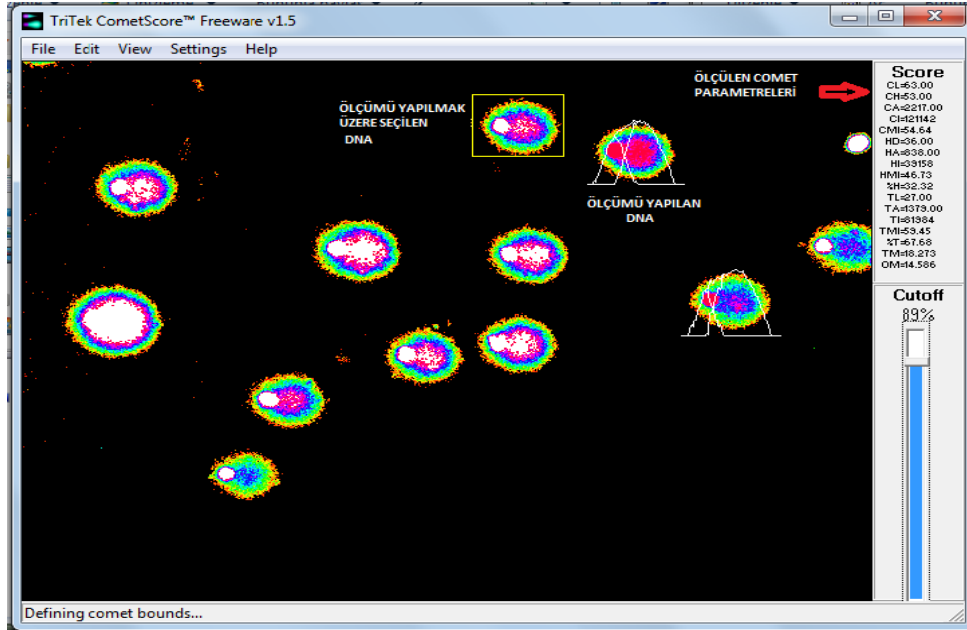 TriTek CometScore™ Freeware v1.5
File Edit View Settings Help
ÖLÇÜMÜ YAPILMAK
ÜZERE SEÇİLEN
DNA
ÖLÇÜLEN COMET
PARAMETRELERİ
ÖLÇÜMÜ YAPILAN
DNA
Score
CL=63.00
CH=53.00
CA=2217.00
CI=121142
CMI=54.64
HD=36.00
HA=838.00
HI=39158
HMI=46.73
%H=32.32
TL=27.00
TA=1379.00
TI=81984
TMI=59.45
%T=67.68
TM=18.273
OM=14.586
Cutoff
89%
Defining comet bounds...